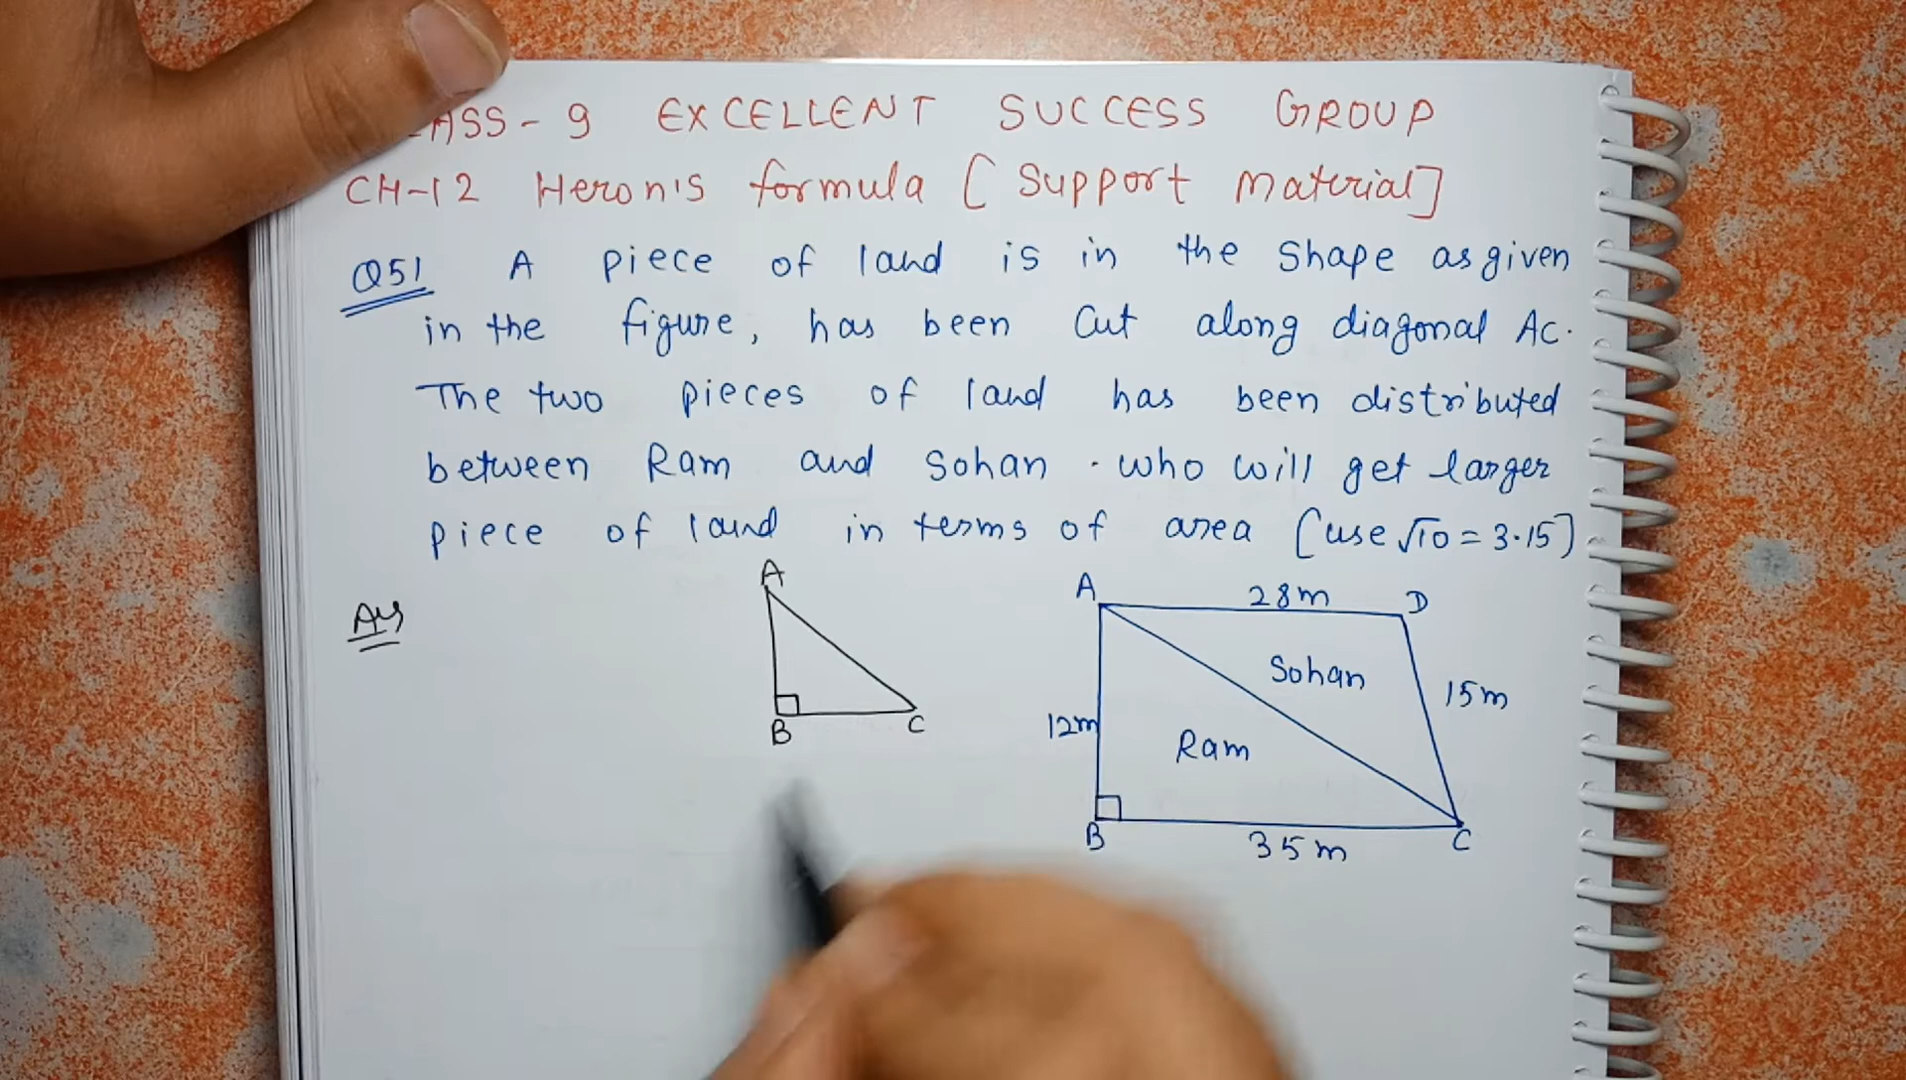 ASS - 9 EXCELLENT SUCCESS GROUP
CH-12 Heron's formula [Support Material]
Q51 A piece of land is in the shape as given
in the figure, has been Cut along diagonal AC.
The two pieces of land has been distributed
between Ram and Sohan . who will get larger
piece of land in terms of area [use √10 = 3.15]
A
A 28m D
Sohan
15m
12m
Ram
B C
B 35m C